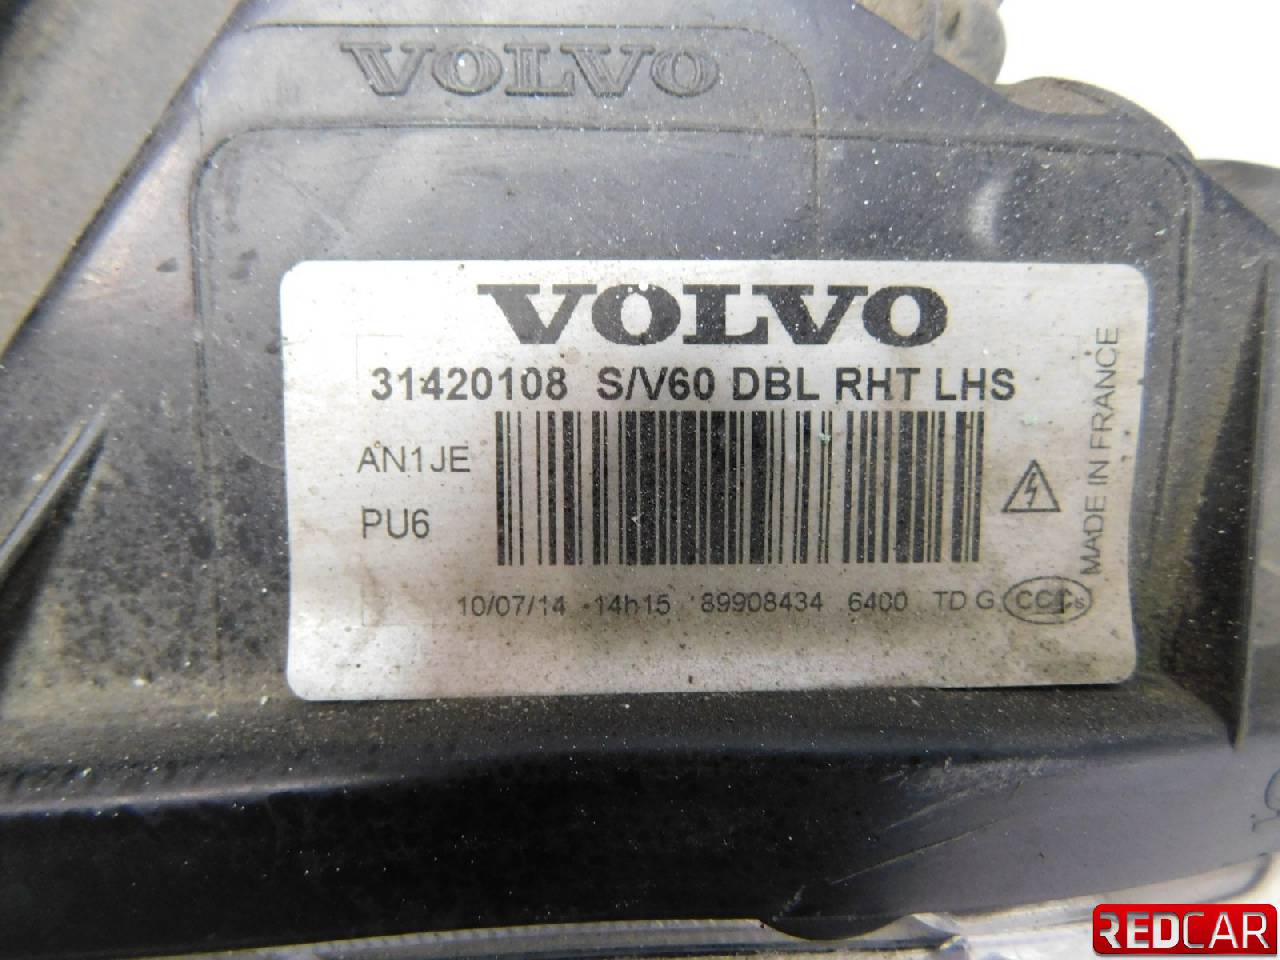 VOLVO
VOLVO
31420108 S/V60 DBL RHT LHS
AN1JE
PU6
MADE IN FRANCE
10/07/14 14h15 89908434 6400 TD G
REDCAR